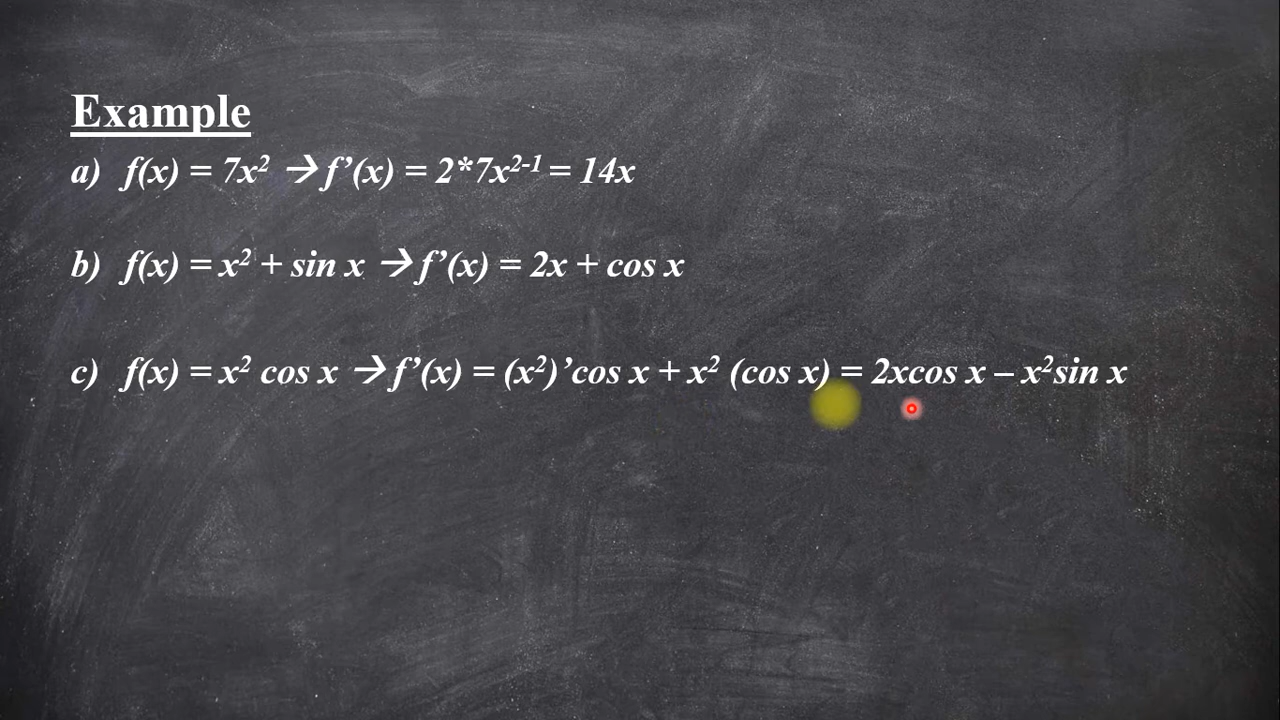 Example
a) f(x) = 7x² → f’(x) = 2*7x²⁻¹ = 14x
b) f(x) = x² + sin x → f’(x) = 2x + cos x
c) f(x) = x² cos x → f’(x) = (x²)’cos x + x² (cos x) = 2xcos x – x²sin x